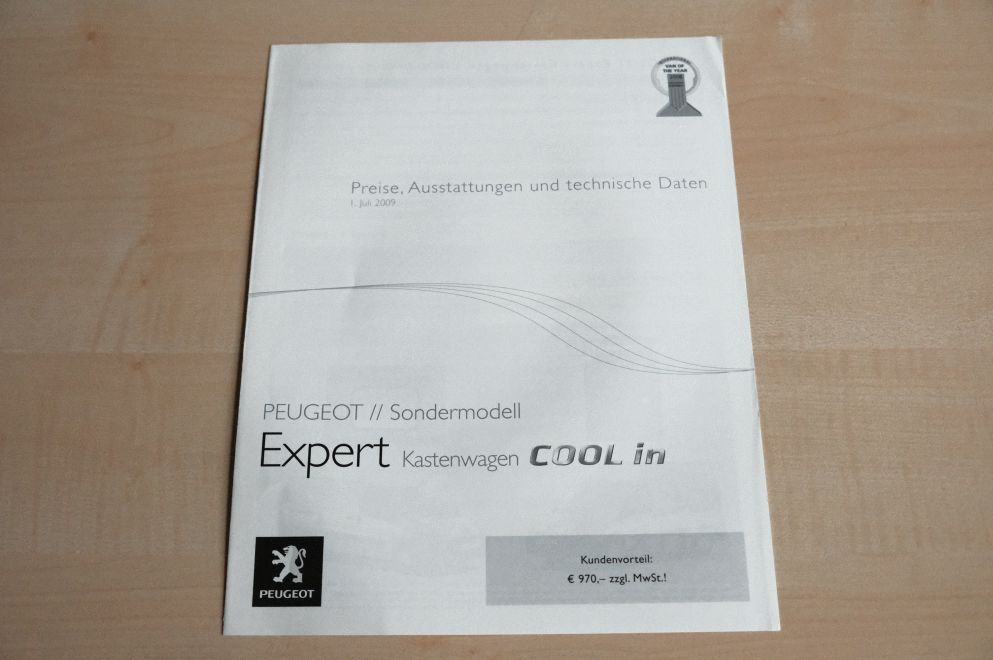 VAN OF
THE YEAR
2008
Preise, Ausstattungen und technische Daten
1. Juli 2009
PEUGEOT // Sondermodell
Expert Kastenwagen COOL in
PEUGEOT
Kundenvorteil:
€ 970,– zzgl. MwSt.!